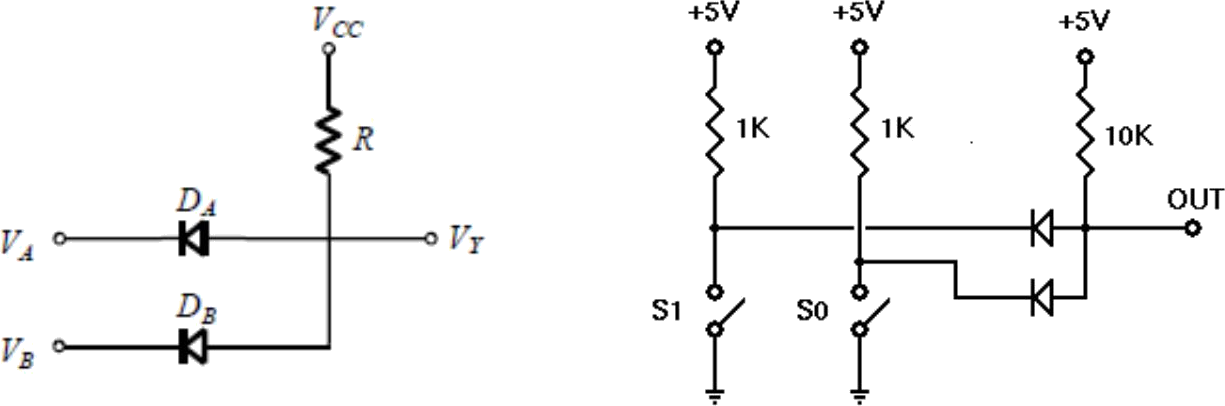 V_CC
R
D_A
V_A
V_Y
D_B
V_B
+5V +5V +5V
1K 1K 10K
OUT
S1 S0